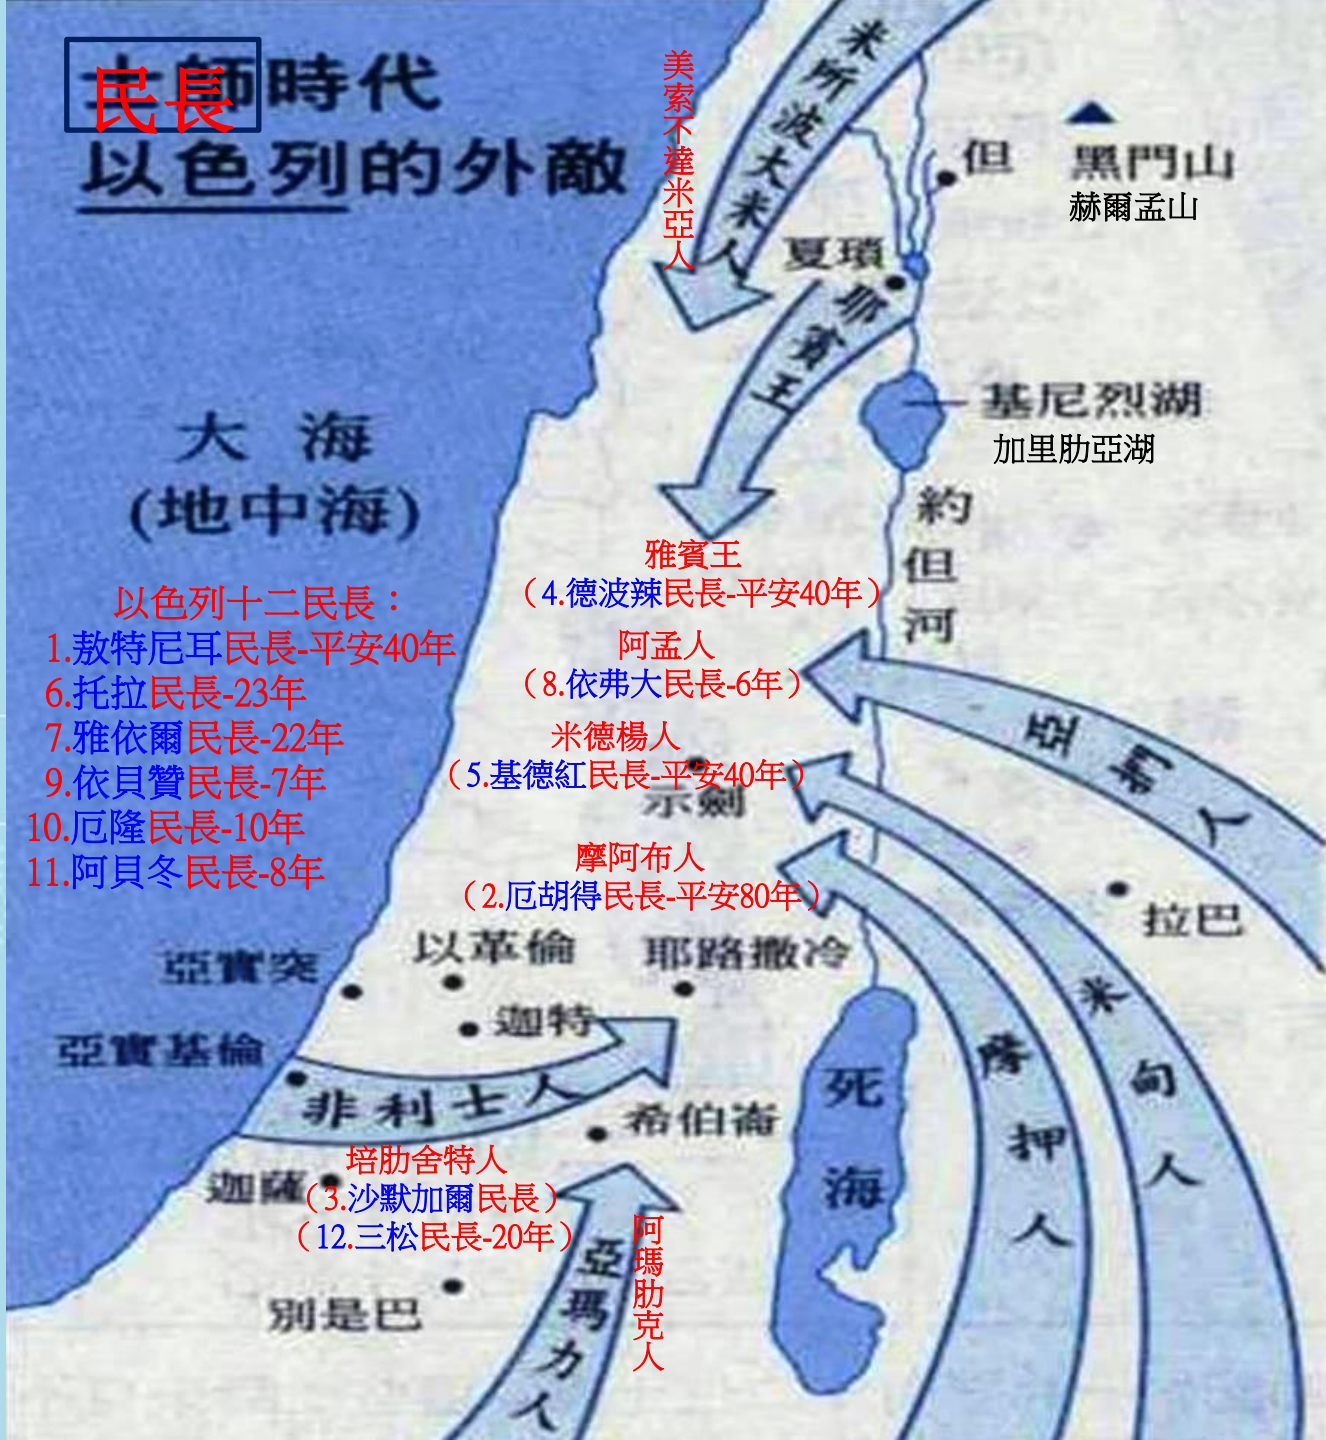 民長時代
以色列的外敵
美索不達米亞人
米所波大米人
但
黑門山
赫爾孟山
夏瑣
耶賓王
大海
(地中海)
基尼烈湖
加里肋亞湖
約但河
雅賓王
（4.德波辣民長-平安40年）
以色列十二民長：
1.敖特尼耳民長-平安40年
6.托拉民長-23年
7.雅依爾民長-22年
9.依貝贊民長-7年
10.厄隆民長-10年
11.阿貝冬民長-8年
阿孟人
（8.依弗大民長-6年）
亞捫人
米德楊人
（5.基德紅民長-平安40年）
示劍
摩阿布人
（2.厄胡得民長-平安80年）
拉巴
亞實突
以革倫
耶路撒冷
迦特
亞實基倫
非利士人
希伯崙
死海
摩押人
米甸人
培肋舍特人
迦薩
（3.沙默加爾民長）
（12.三松民長-20年）
別是巴
亞瑪力人
阿瑪肋克人